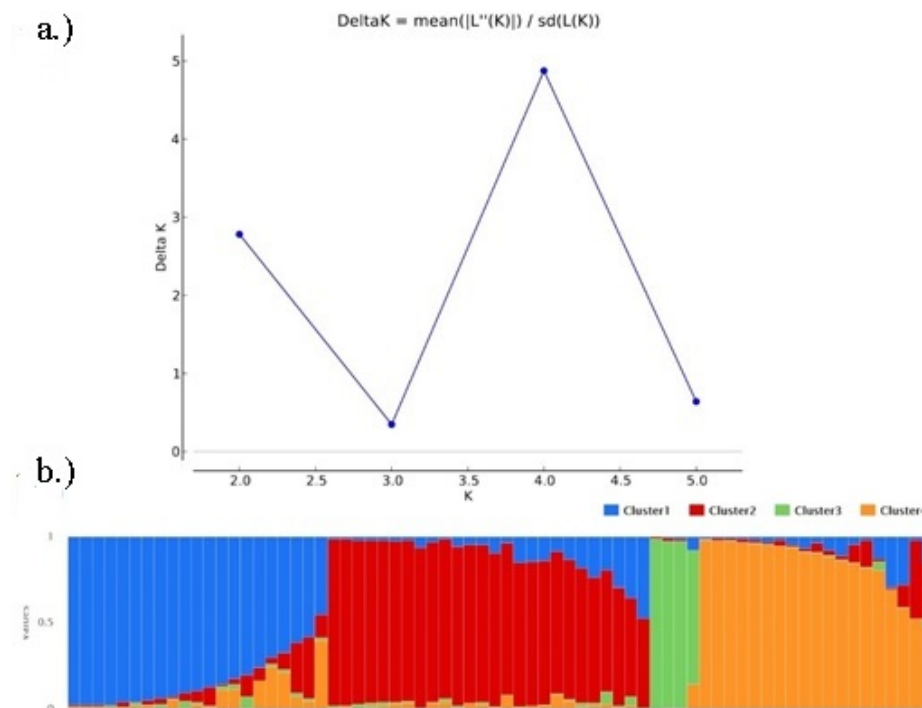 a.)
DeltaK = mean(|L''(K)|) / sd(L(K))
5
4
3
2
1
0
Delta K
2.0 2.5 3.0 3.5 4.0 4.5 5.0
K
b.)
Cluster1 Cluster2 Cluster3 Cluster
1
0.5
values
0